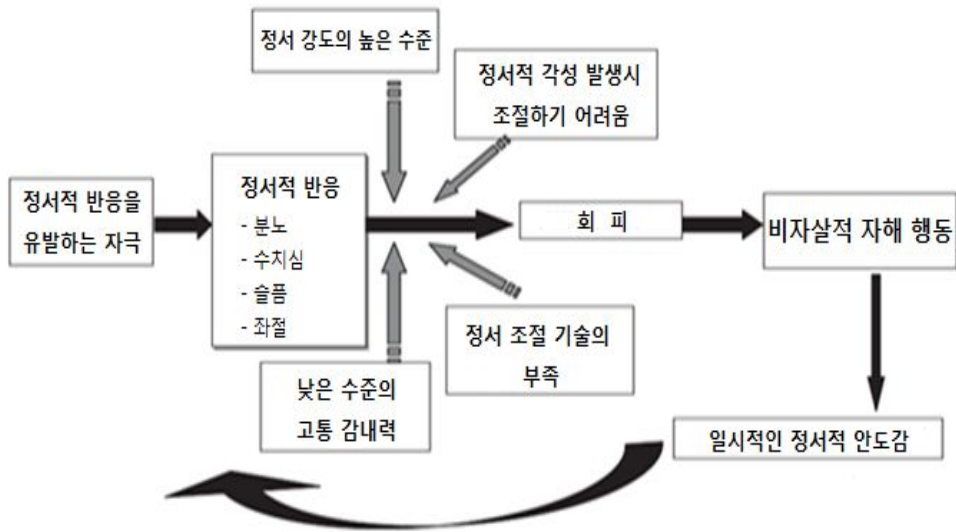 정서 강도의 높은 수준
정서적 각성 발생시
조절하기 어려움
정서적 반응을
유발하는 자극
정서적 반응
- 분노
- 수치심
- 슬픔
- 좌절
회 피
비자살적 자해 행동
낮은 수준의
고통 감내력
정서 조절 기술의
부족
일시적인 정서적 안도감